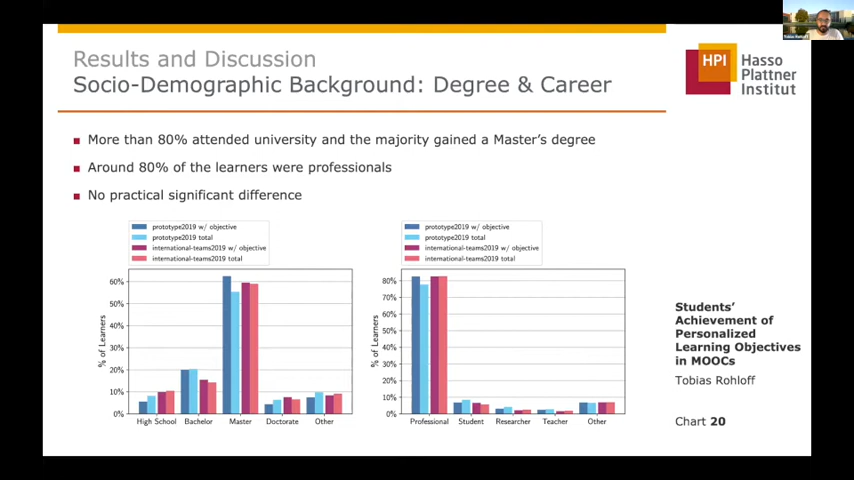 Results and Discussion
Socio-Demographic Background: Degree & Career
HPI
Hasso
Plattner
Institut
Tobias Rohloff
■ More than 80% attended university and the majority gained a Master's degree
■ Around 80% of the learners were professionals
■ No practical significant difference
prototype2019 w/ objective
prototype2019 total
international-teams2019 w/ objective
international-teams2019 total
% of Learners
60%
50%
40%
30%
20%
10%
0%
High School Bachelor Master Doctorate Other
prototype2019 w/ objective
prototype2019 total
international-teams2019 w/ objective
international-teams2019 total
% of Learners
80%
70%
60%
50%
40%
30%
20%
10%
0%
Professional Student Researcher Teacher Other
Students'
Achievement of
Personalized
Learning Objectives
in MOOCs
Tobias Rohloff
Chart 20